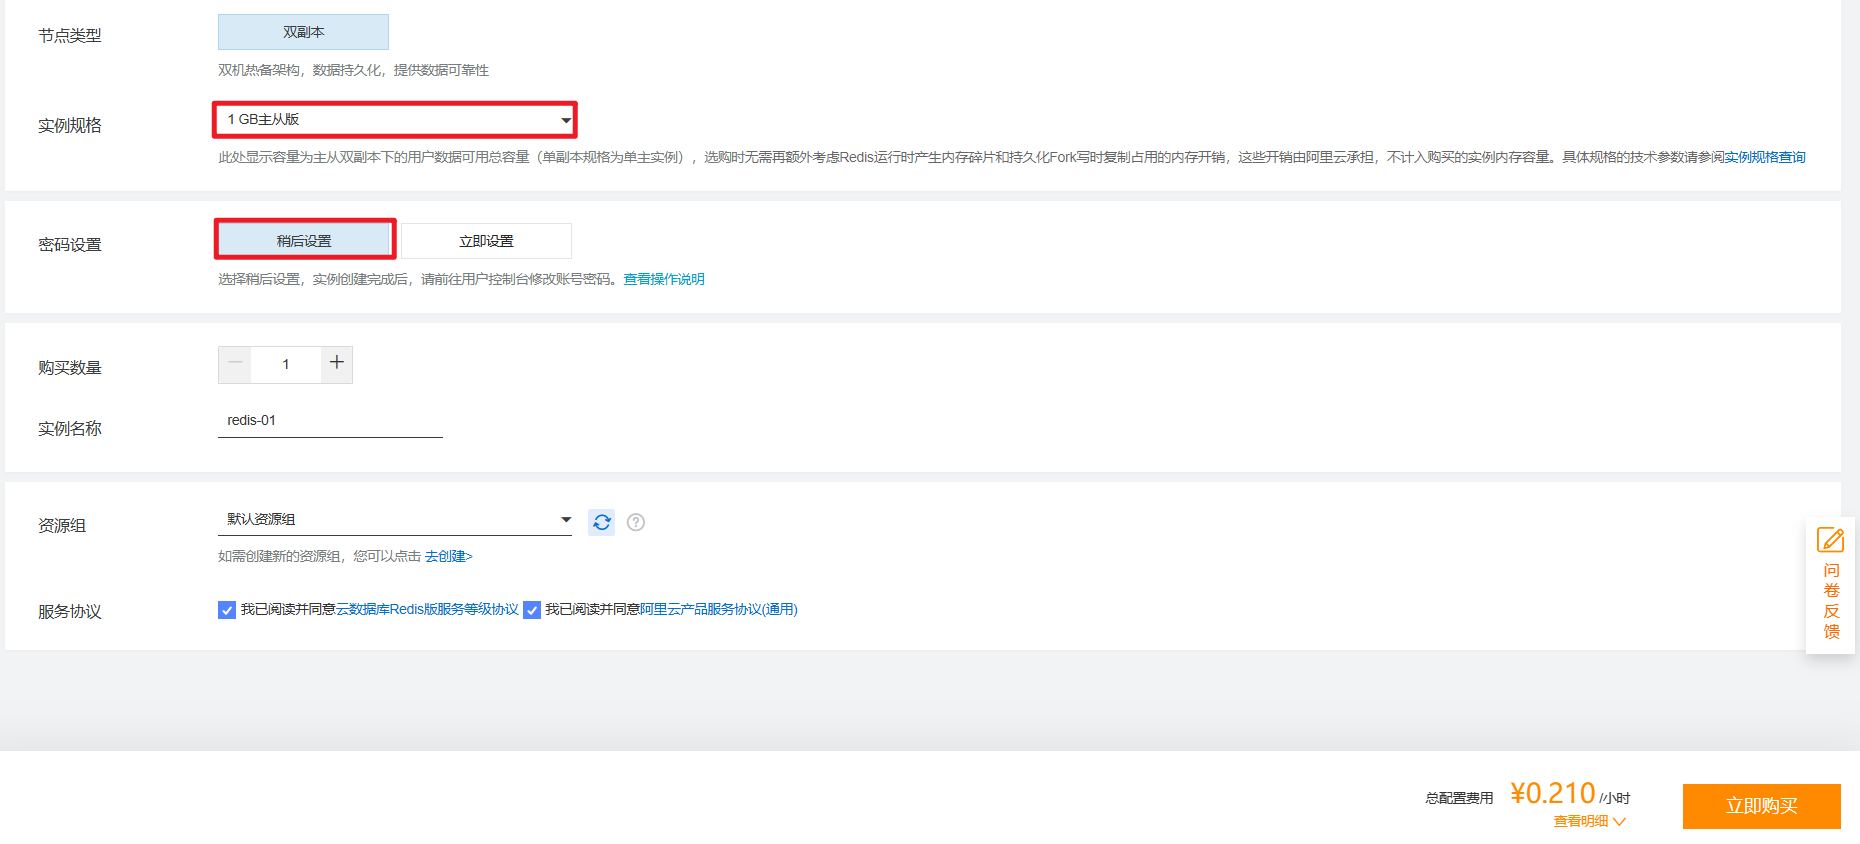 节点类型
双副本
双机热备架构，数据持久化，提供数据可靠性
实例规格
1 GB主从版
此处显示容量为主从双副本下的用户数据可用总容量（单副本规格为单主实例），选购时无需再额外考虑Redis运行时产生内存碎片和持久化Fork写时复制占用的内存开销，这些开销由阿里云承担，不计入购买的实例内存容量。具体规格的技术参数请参阅实例规格查询
密码设置
稍后设置 立即设置
选择稍后设置，实例创建完成后，请前往用户控制台修改账号密码。查看操作说明
购买数量
1
实例名称
redis-01
资源组
默认资源组
如需创建新的资源组，您可以点击 去创建>
服务协议
我已阅读并同意云数据库Redis版服务等级协议 我已阅读并同意阿里云产品服务协议(通用)
问卷反馈
总配置费用 ¥0.210 /小时
查看明细
立即购买